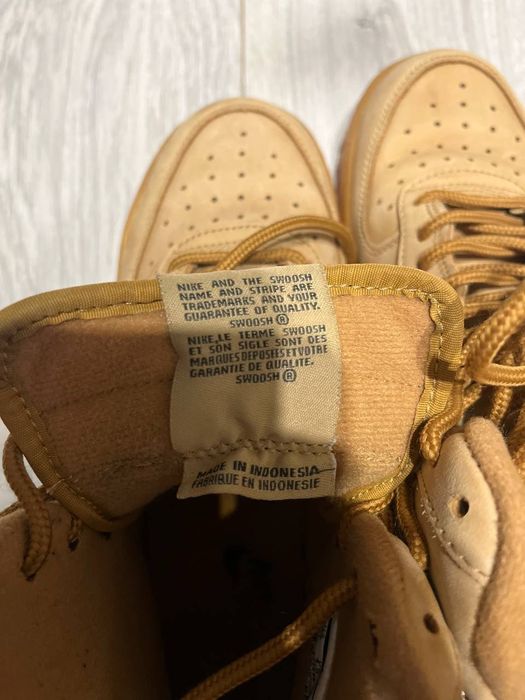 NIKE AND THE SWOOSH
NAME AND STRIPE ARE
TRADEMARKS AND YOUR
GUARANTEE OF QUALITY.
SWOOSH ®
NIKE,LE TERME SWOOSH
ET SON SIGLE SONT DES
MARQUES DEPOSÉES ET VOTRE
GARANTIE DE QUALITE.
SWOOSH ®
MADE IN INDONESIA
FABRIQUE EN INDONESIE